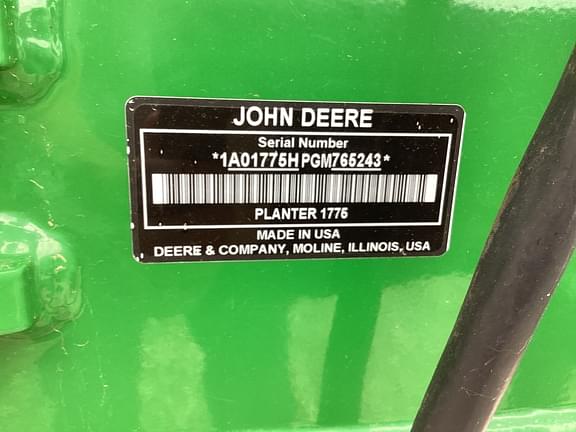 JOHN DEERE
Serial Number
*1A01775HPGM765243*
PLANTER 1775
MADE IN USA
DEERE & COMPANY, MOLINE, ILLINOIS, USA